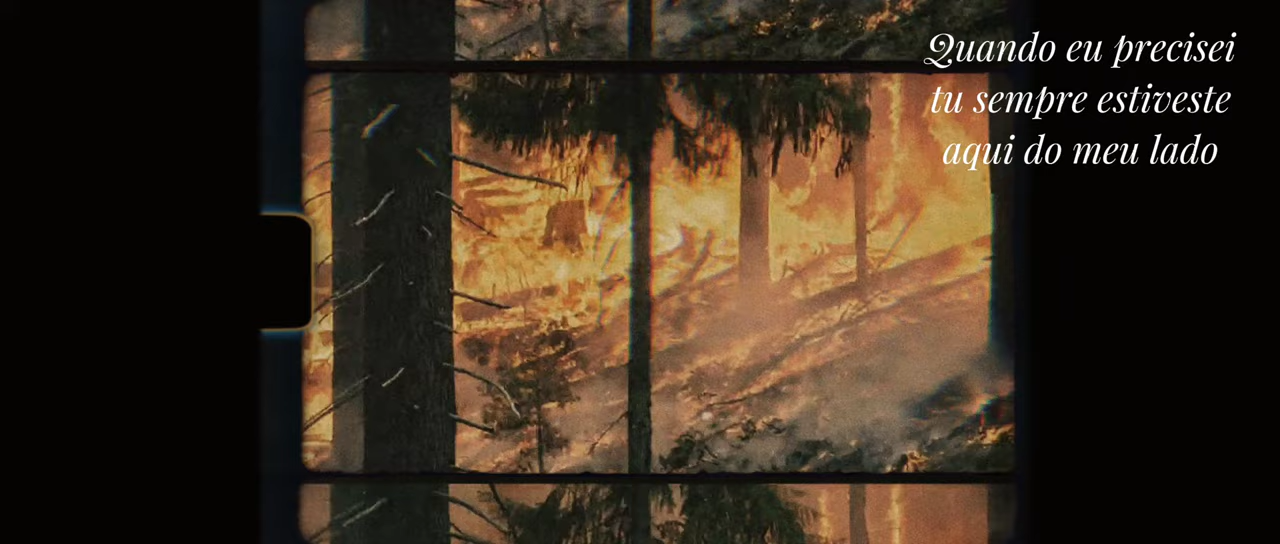 Quando eu precisei
tu sempre estiveste
aqui do meu lado